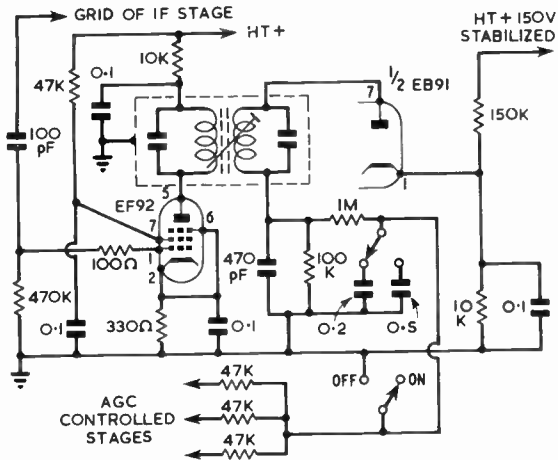 GRID OF IF STAGE
HT+
HT+150V
STABILIZED
10K
47K
0·1
½ EB91
7
150K
100
pF
5
EF92
6
7
1
2
1
1M
100Ω
470
pF
100
K
470K
0·1
330Ω
0·1
0·2
0·5
10
K
0·1
47K
OFF
ON
AGC
CONTROLLED
STAGES
47K
47K